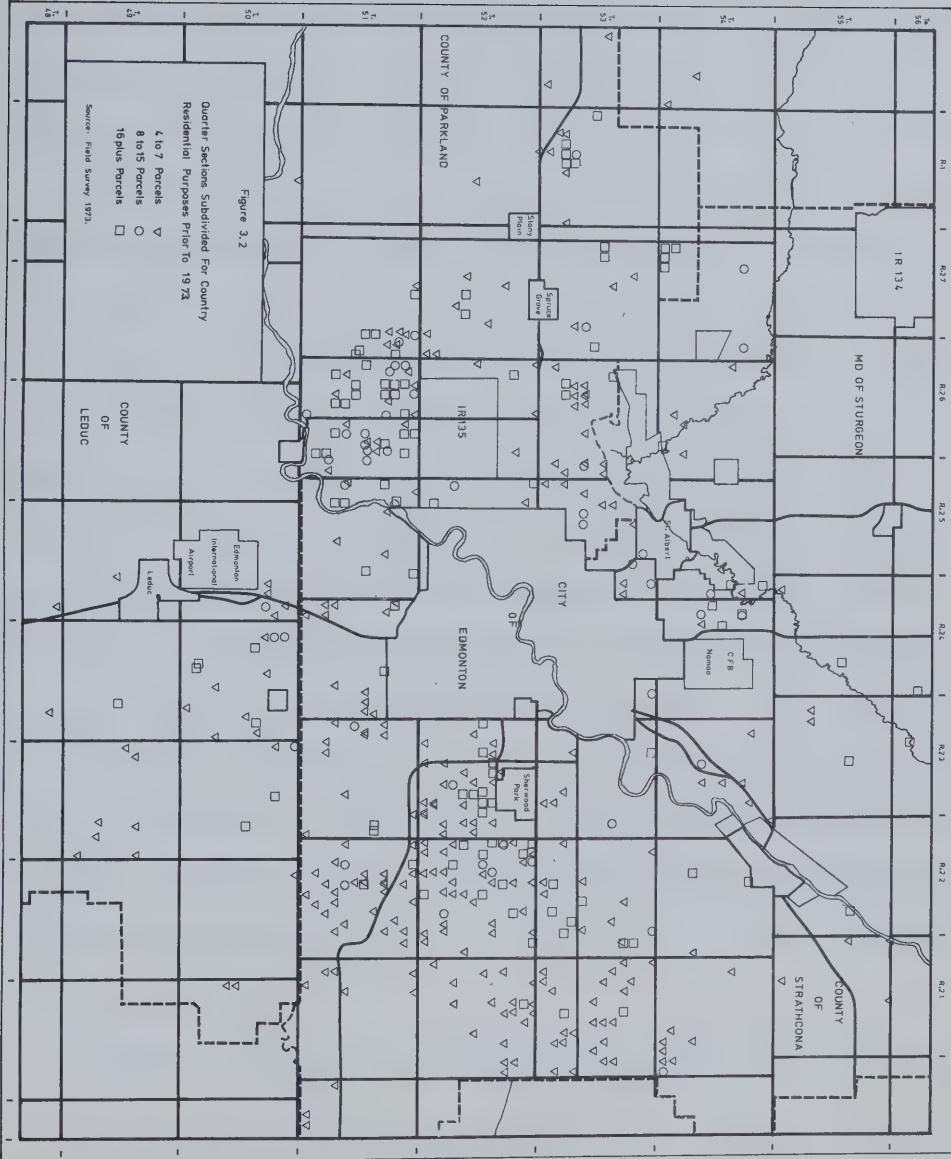 T. 48
T. 49
T. 50
T. 51
T. 52
T. 53
T. 54
T. 55
T. 56
R.1
R.27
R.26
R.25
R.24
R.23
R.22
R.21
COUNTY OF PARKLAND
Stony
Plain
Spruce
Grove
IR 134
MD OF STURGEON
IR 135
St. Albert
CFB
Namao
CITY
OF
EDMONTON
Sherwood
Park
COUNTY
OF
STRATHCONA
COUNTY
OF
LEDUC
Edmonton
International
Airport
Leduc
Figure 3.2
Quarter Sections Subdivided For Country
Residential Purposes Prior To 1973
4 to 7 Parcels
8 to 15 Parcels
16 plus Parcels
Source: Field Survey 1973.